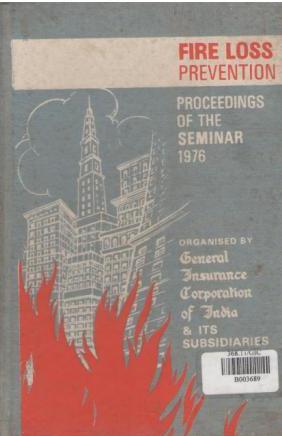 FIRE LOSS
PREVENTION
PROCEEDINGS
OF THE
SEMINAR
1976
ORGANISED BY
General
Insurance
Corporation
of India
& ITS
SUBSIDIARIES
B003689